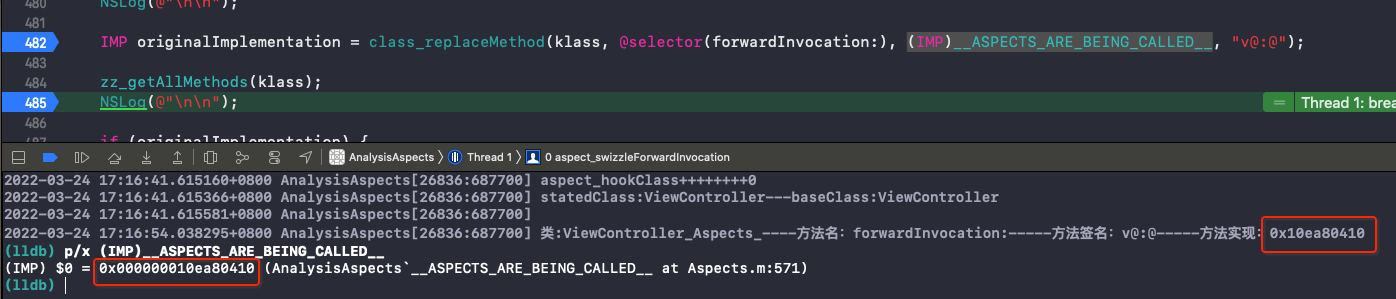 480 NSLog(@"\n\n");
481
482 IMP originalImplementation = class_replaceMethod(klass, @selector(forwardInvocation:), (IMP)__ASPECTS_ARE_BEING_CALLED__, "v@:@");
483
484 zz_getAllMethods(klass);
485 NSLog(@"\n\n"); = Thread 1: brea
486
487 if (originalImplementation) {
AnalysisAspects 〉 Thread 1 〉 0 aspect_swizzleForwardInvocation
2022-03-24 17:16:41.615160+0800 AnalysisAspects[26836:687700] aspect_hookClass++++++++0
2022-03-24 17:16:41.615366+0800 AnalysisAspects[26836:687700] statedClass:ViewController---baseClass:ViewController
2022-03-24 17:16:41.615581+0800 AnalysisAspects[26836:687700]
2022-03-24 17:16:54.038295+0800 AnalysisAspects[26836:687700] 类:ViewController_Aspects_----方法名：forwardInvocation:-----方法签名：v@:@-----方法实现：0x10ea80410
(lldb) p/x (IMP)__ASPECTS_ARE_BEING_CALLED__
(IMP) $0 = 0x000000010ea80410 (AnalysisAspects`__ASPECTS_ARE_BEING_CALLED__ at Aspects.m:571)
(lldb)